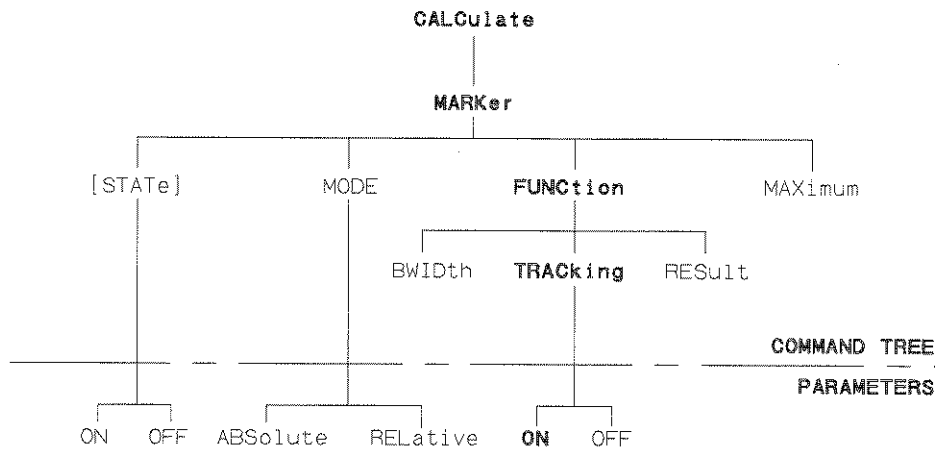 CALCulate
MARKer
[STATe] MODE FUNCtion MAXimum
BWIDth TRACking RESult
COMMAND TREE
PARAMETERS
ON OFF ABSolute RELative ON OFF